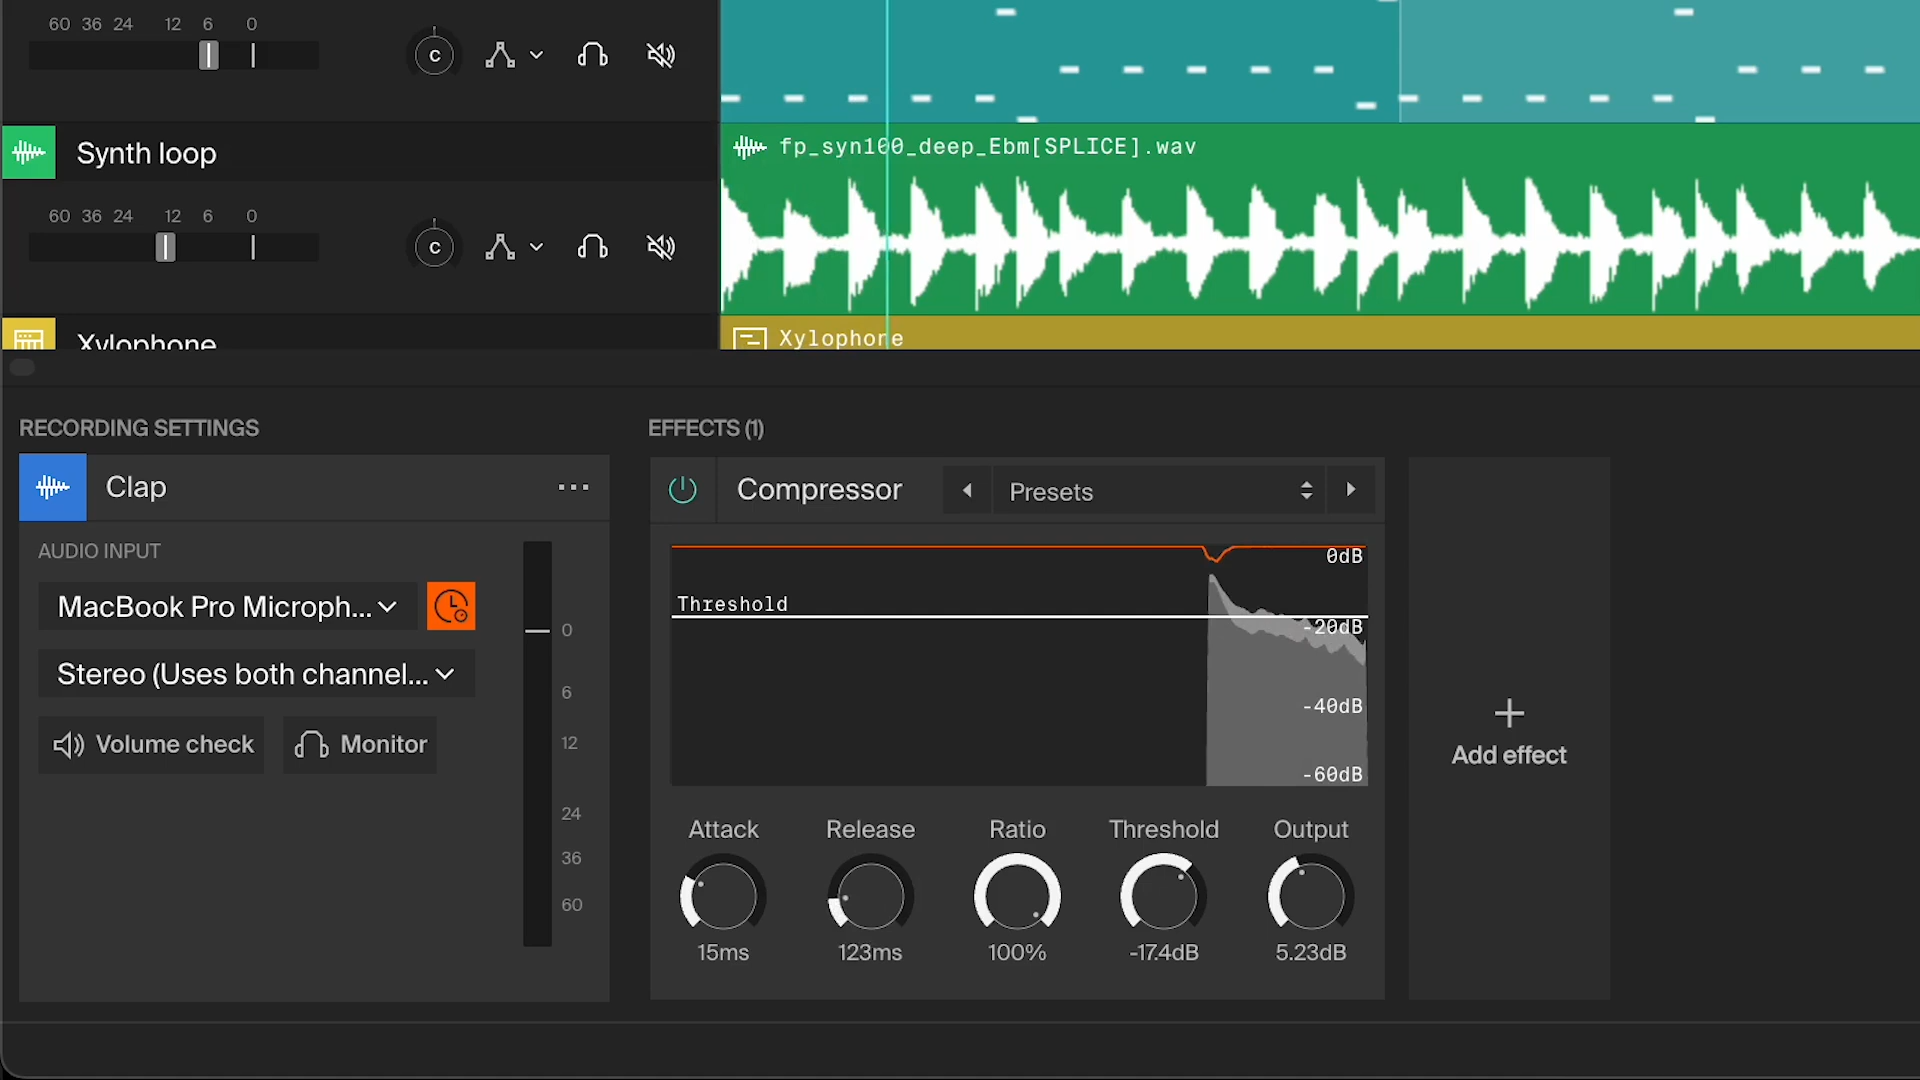 60 36 24 12 6 0
C
Synth loop
fp_syn100_deep_Ebm[SPLICE].wav
60 36 24 12 6 0
C
Xylophone
Xylophone
RECORDING SETTINGS
EFFECTS (1)
Clap
Compressor
Presets
AUDIO INPUT
MacBook Pro Microph...
Stereo (Uses both channel...
Volume check
Monitor
0
6
12
24
36
60
0dB
Threshold
-20dB
-40dB
-60dB
Add effect
Attack Release Ratio Threshold Output
15ms 123ms 100% -17.4dB 5.23dB